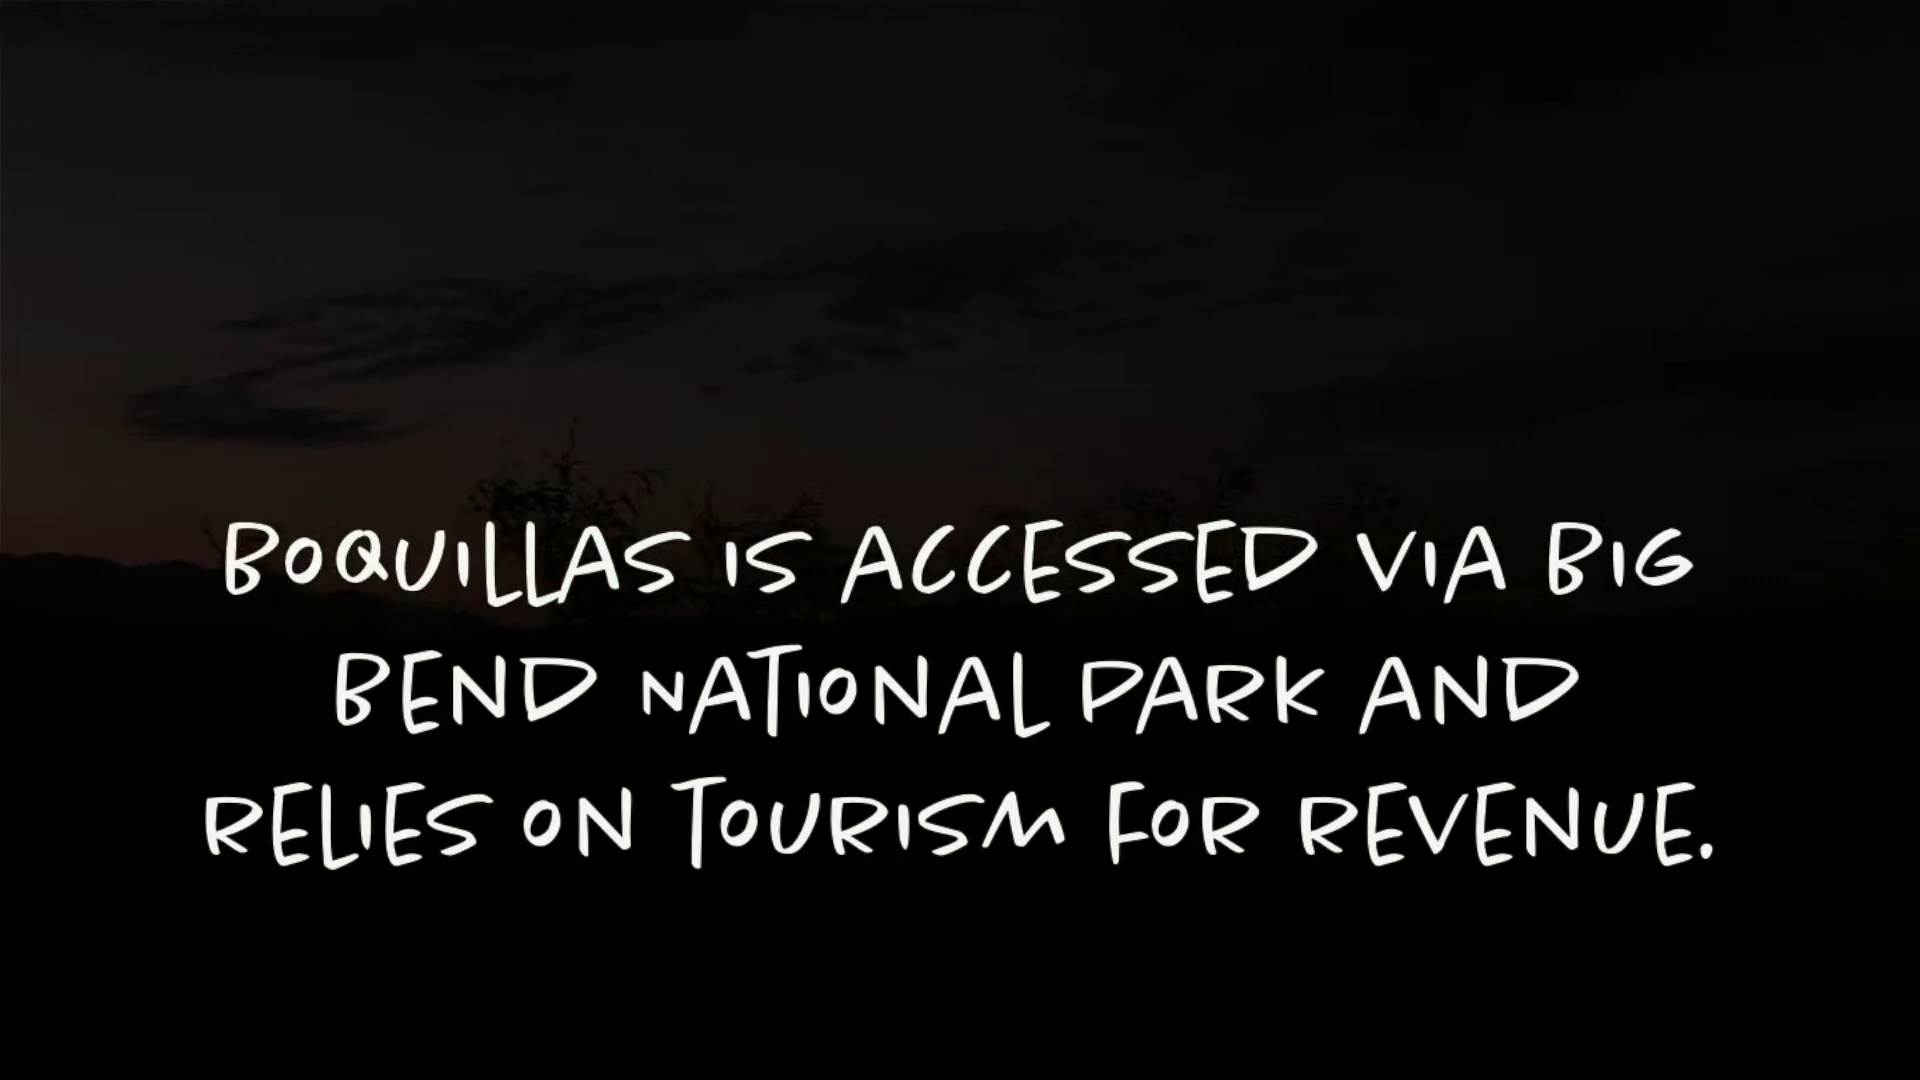 BOQUILLAS IS ACCESSED VIA BIG
BEND NATIONAL PARK AND
RELIES ON TOURISM FOR REVENUE.